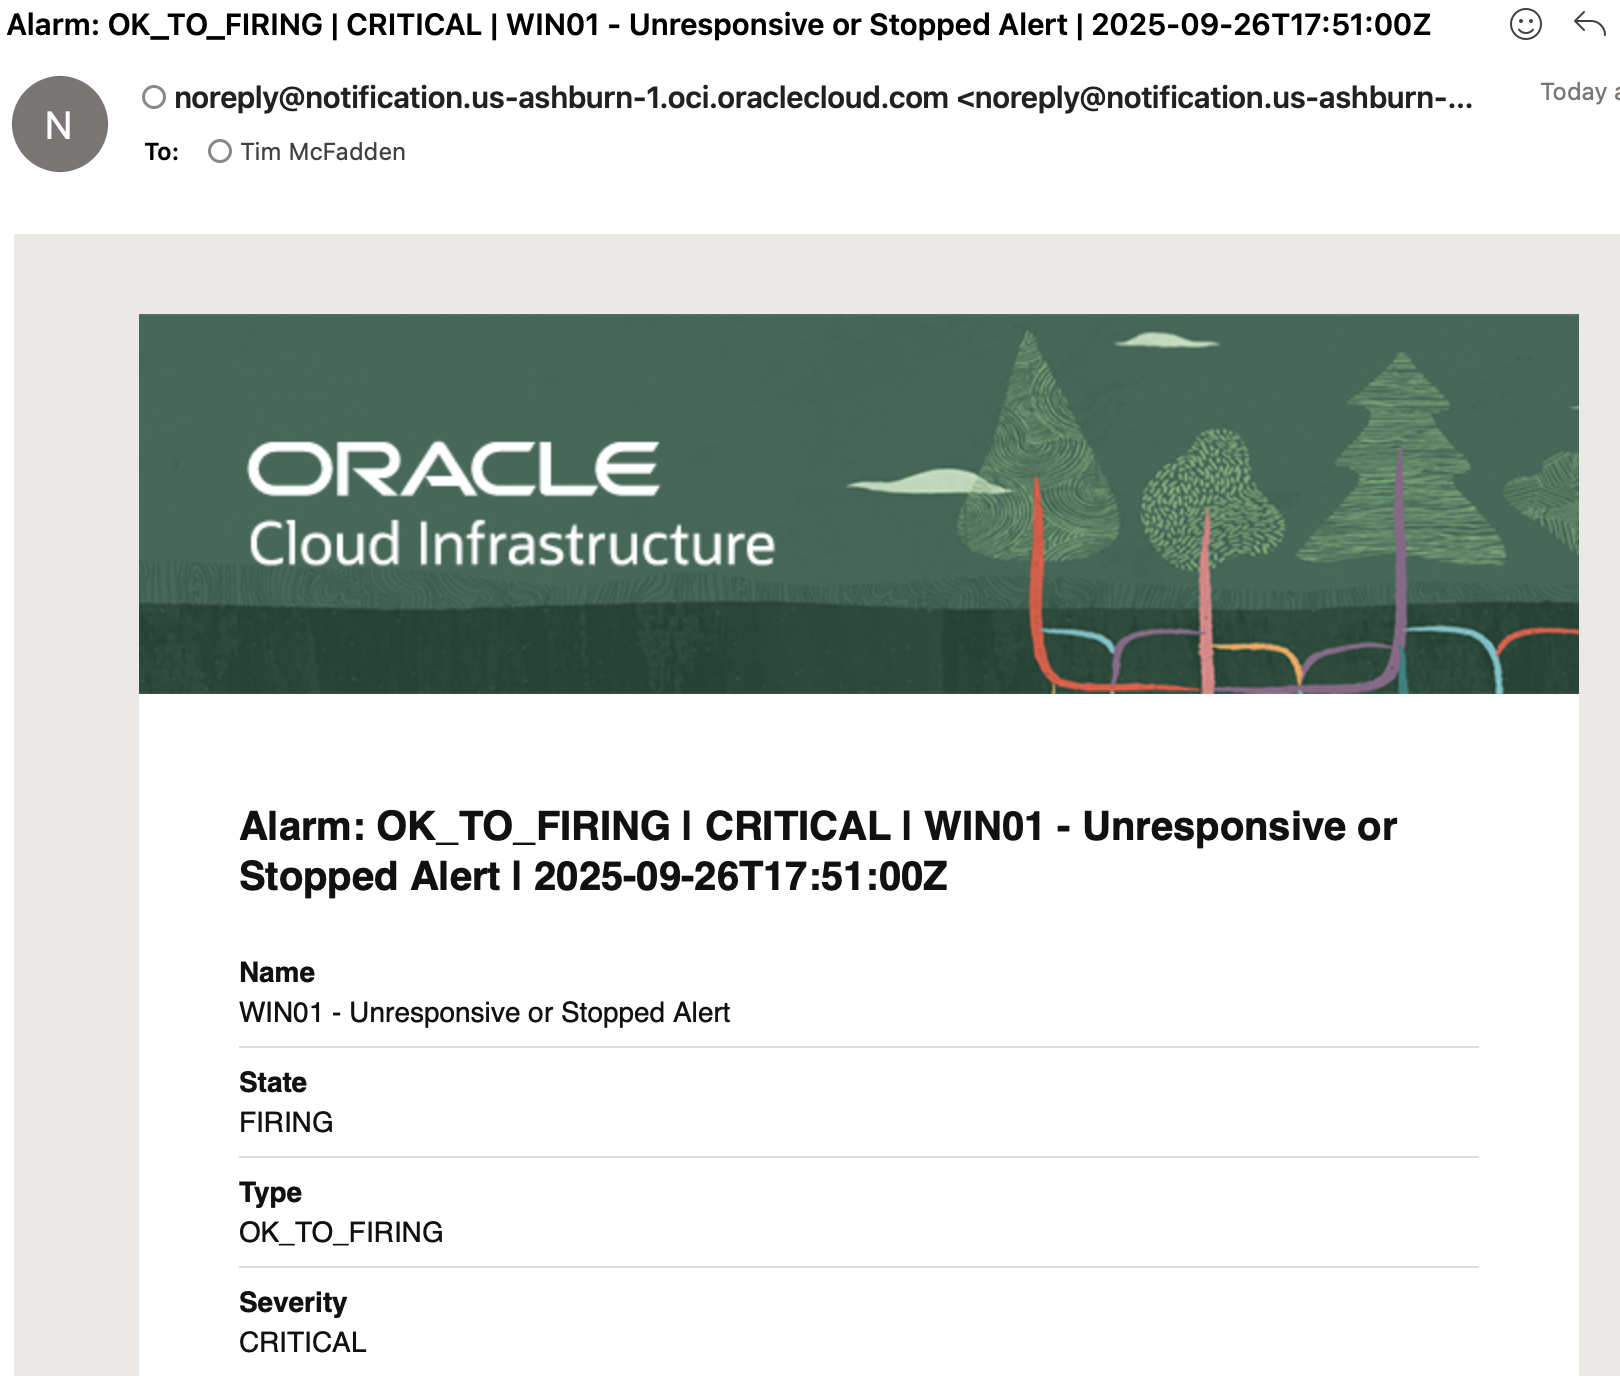 Alarm: OK_TO_FIRING | CRITICAL | WIN01 - Unresponsive or Stopped Alert | 2025-09-26T17:51:00Z
N
noreply@notification.us-ashburn-1.oci.oraclecloud.com <noreply@notification.us-ashburn-...
Today
To: Tim McFadden
ORACLE
Cloud Infrastructure
Alarm: OK_TO_FIRING | CRITICAL | WIN01 - Unresponsive or
Stopped Alert | 2025-09-26T17:51:00Z
Name
WIN01 - Unresponsive or Stopped Alert
State
FIRING
Type
OK_TO_FIRING
Severity
CRITICAL